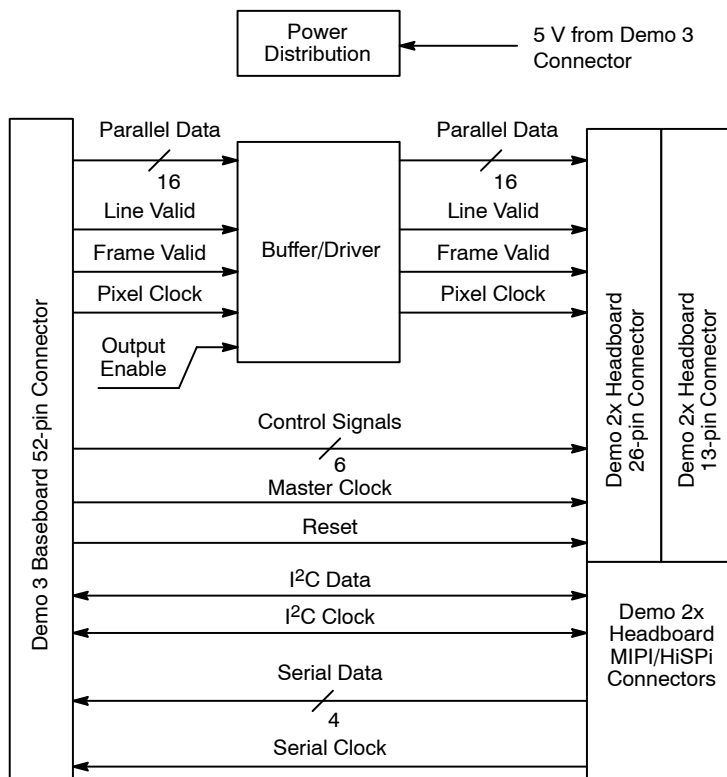 Power
Distribution
5 V from Demo 3
Connector
Demo 3 Baseboard 52-pin Connector
Parallel Data
16
Line Valid
Frame Valid
Pixel Clock
Output
Enable
Buffer/Driver
Parallel Data
16
Line Valid
Frame Valid
Pixel Clock
Demo 2x Headboard
26-pin Connector
Demo 2x Headboard
13-pin Connector
Control Signals
6
Master Clock
Reset
I²C Data
I²C Clock
Serial Data
4
Serial Clock
Demo 2x
Headboard
MIPI/HiSPi
Connectors